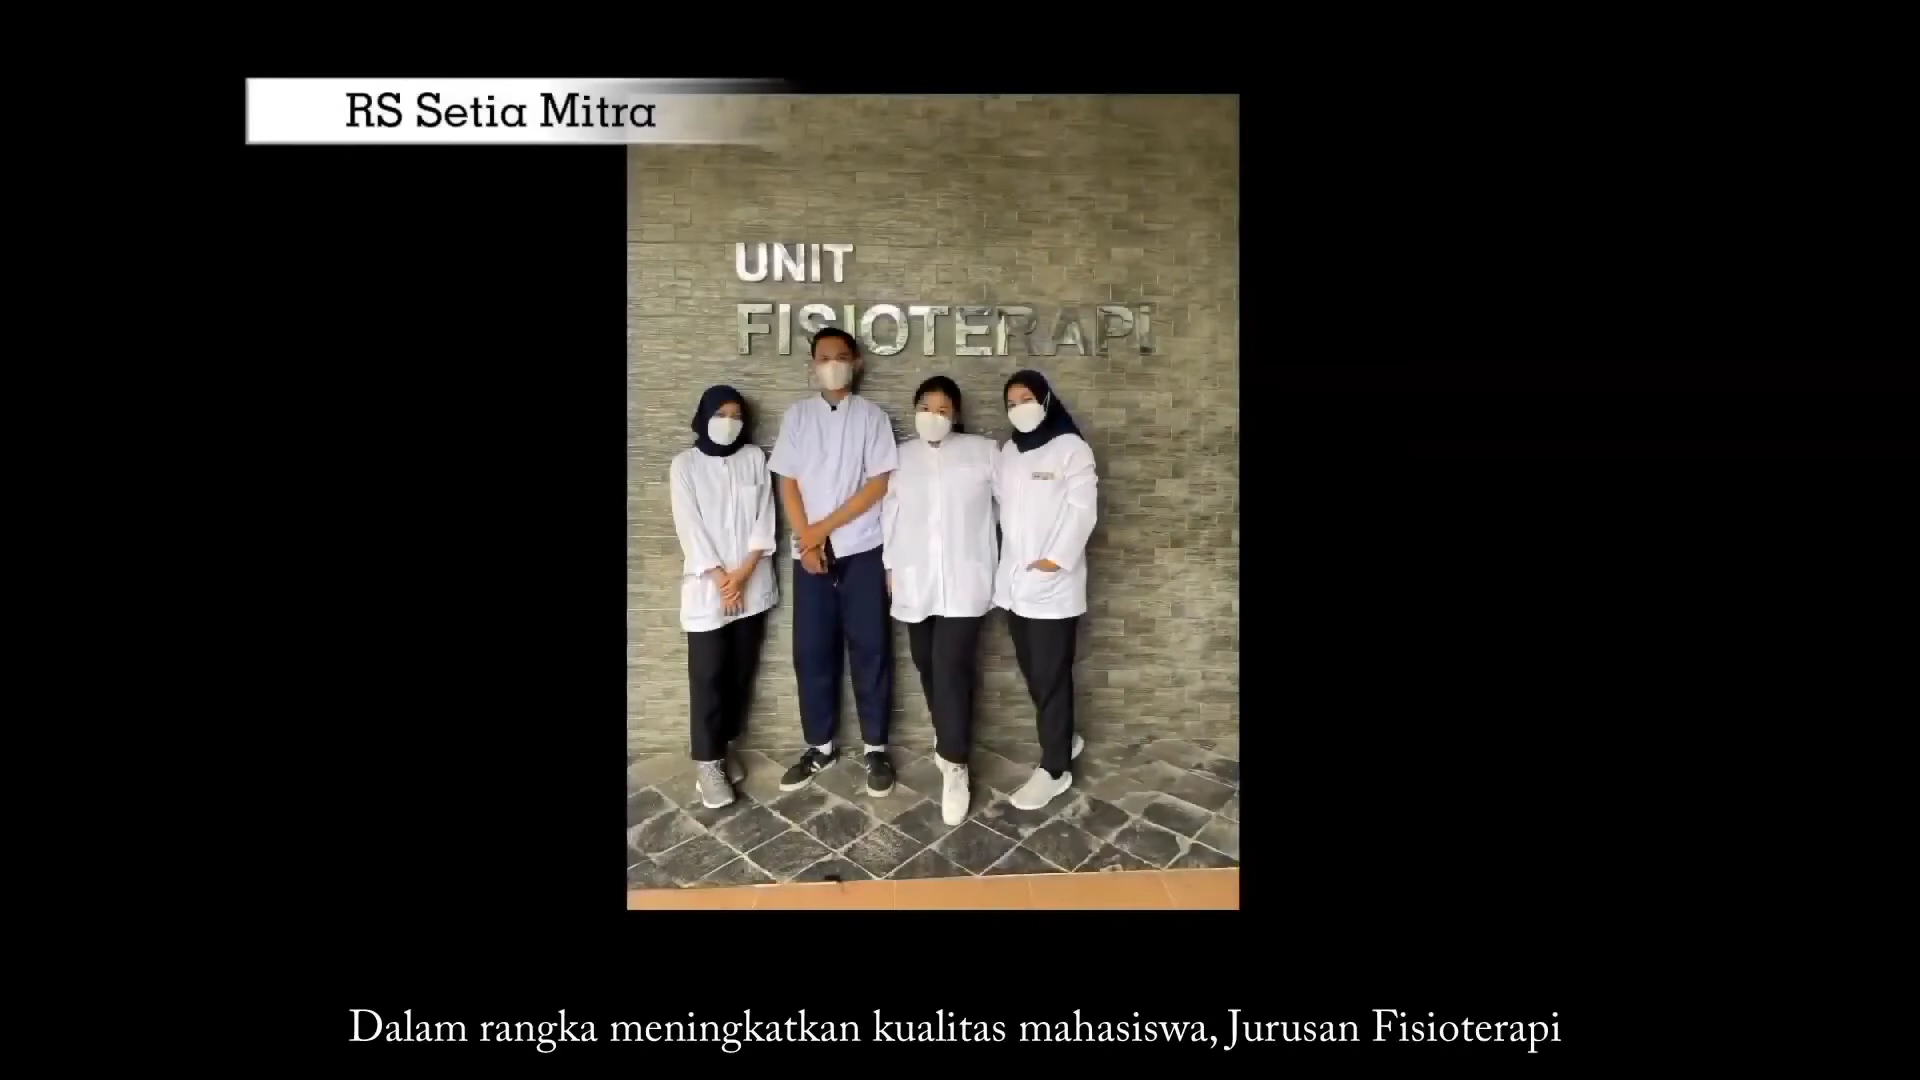 RS Setia Mitra
UNIT
FISIOTERAPi
Dalam rangka meningkatkan kualitas mahasiswa, Jurusan Fisioterapi